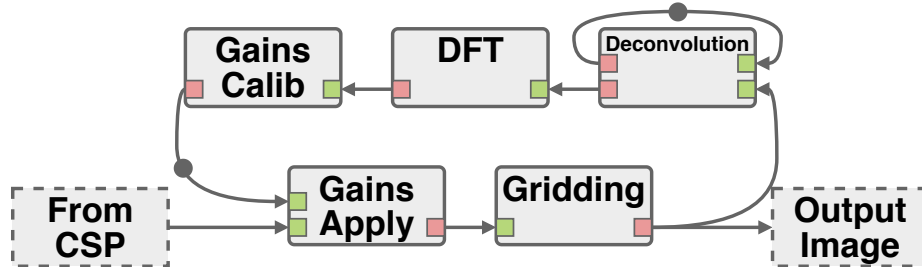 Gains
Calib
DFT
Deconvolution
From
CSP
Gains
Apply
Gridding
Output
Image